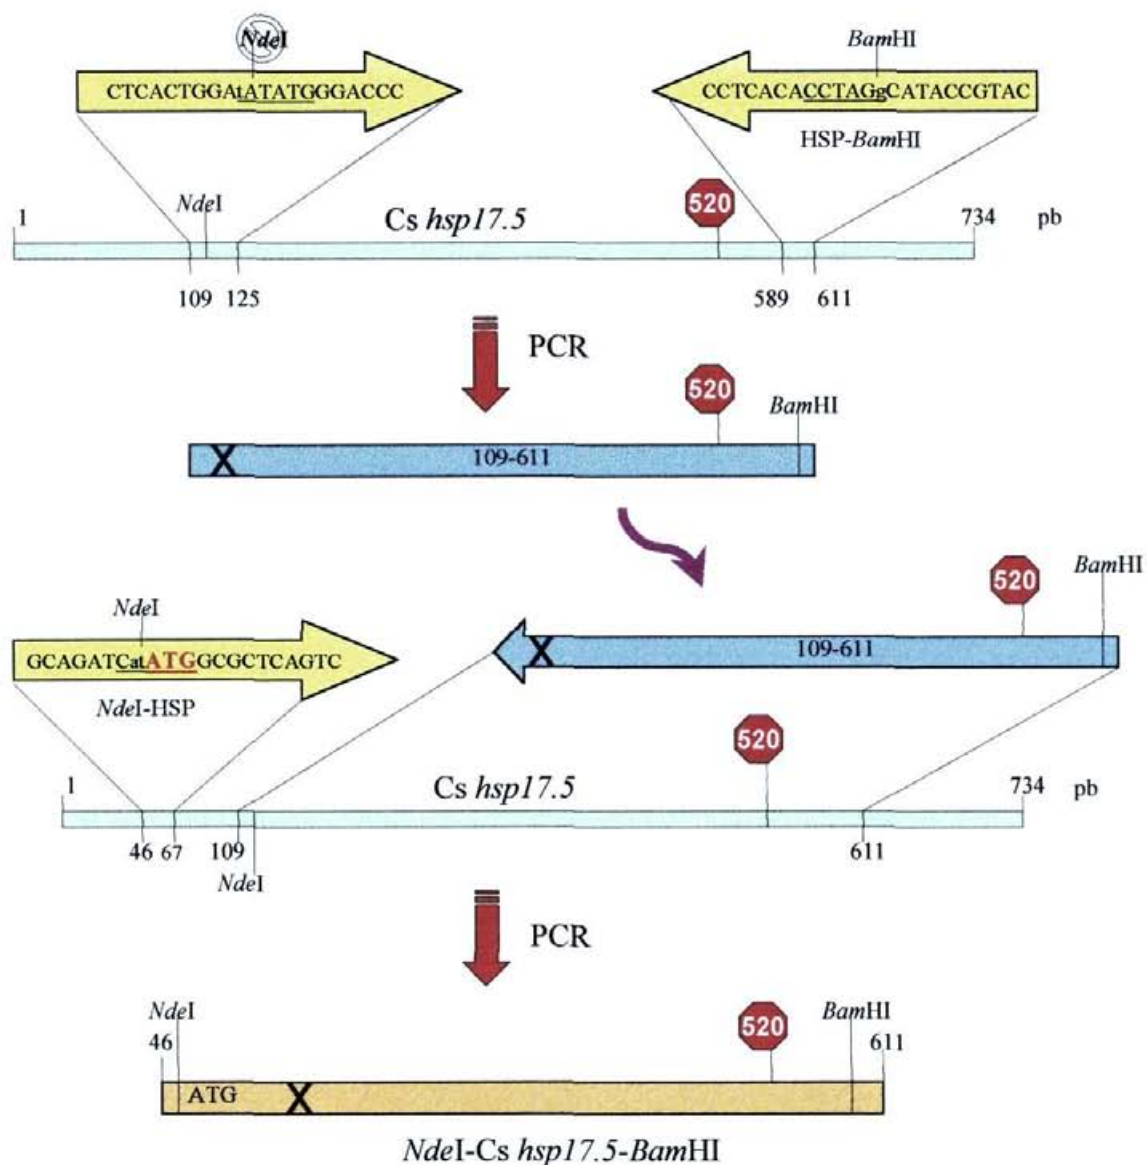 NdeI
BamHI
CTCACTGGAtATATGGGACCC
CCTCACACCTAGgCATACCGTAC
HSP-BamHI
1
NdeI
Cs hsp17.5
520
734 pb
109 125
589 611
PCR
520
BamHI
109-611
520
BamHI
NdeI
GCAGATCatATGGCGCTCAGTC
109-611
NdeI-HSP
520
1
Cs hsp17.5
734 pb
46 67 109
611
NdeI
PCR
NdeI
520
BamHI
46
611
ATG
NdeI-Cs hsp17.5-BamHI